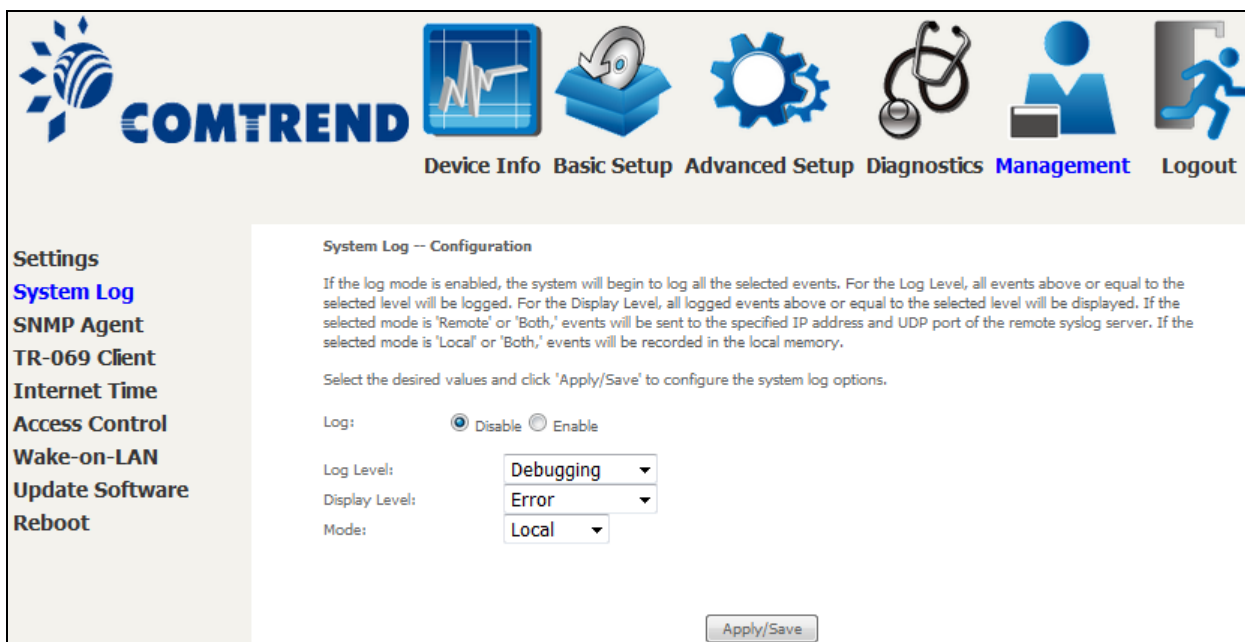 COMTREND
Device Info Basic Setup Advanced Setup Diagnostics Management Logout
Settings
System Log
SNMP Agent
TR-069 Client
Internet Time
Access Control
Wake-on-LAN
Update Software
Reboot
System Log -- Configuration
If the log mode is enabled, the system will begin to log all the selected events. For the Log Level, all events above or equal to the
selected level will be logged. For the Display Level, all logged events above or equal to the selected level will be displayed. If the
selected mode is 'Remote' or 'Both,' events will be sent to the specified IP address and UDP port of the remote syslog server. If the
selected mode is 'Local' or 'Both,' events will be recorded in the local memory.
Select the desired values and click 'Apply/Save' to configure the system log options.
Log: Disable Enable
Log Level: Debugging
Display Level: Error
Mode: Local
Apply/Save